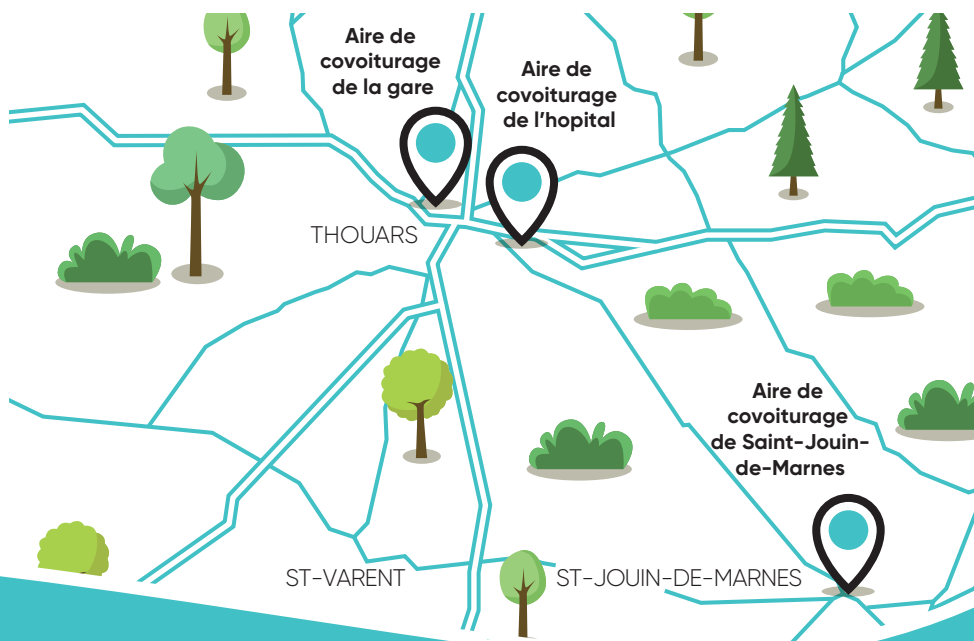 Aire de
covoiturage
de la gare
Aire de
covoiturage
de l'hopital
THOUARS
Aire de
covoiturage
de Saint-Jouin-
de-Marnes
ST-VARENT
ST-JOUIN-DE-MARNES